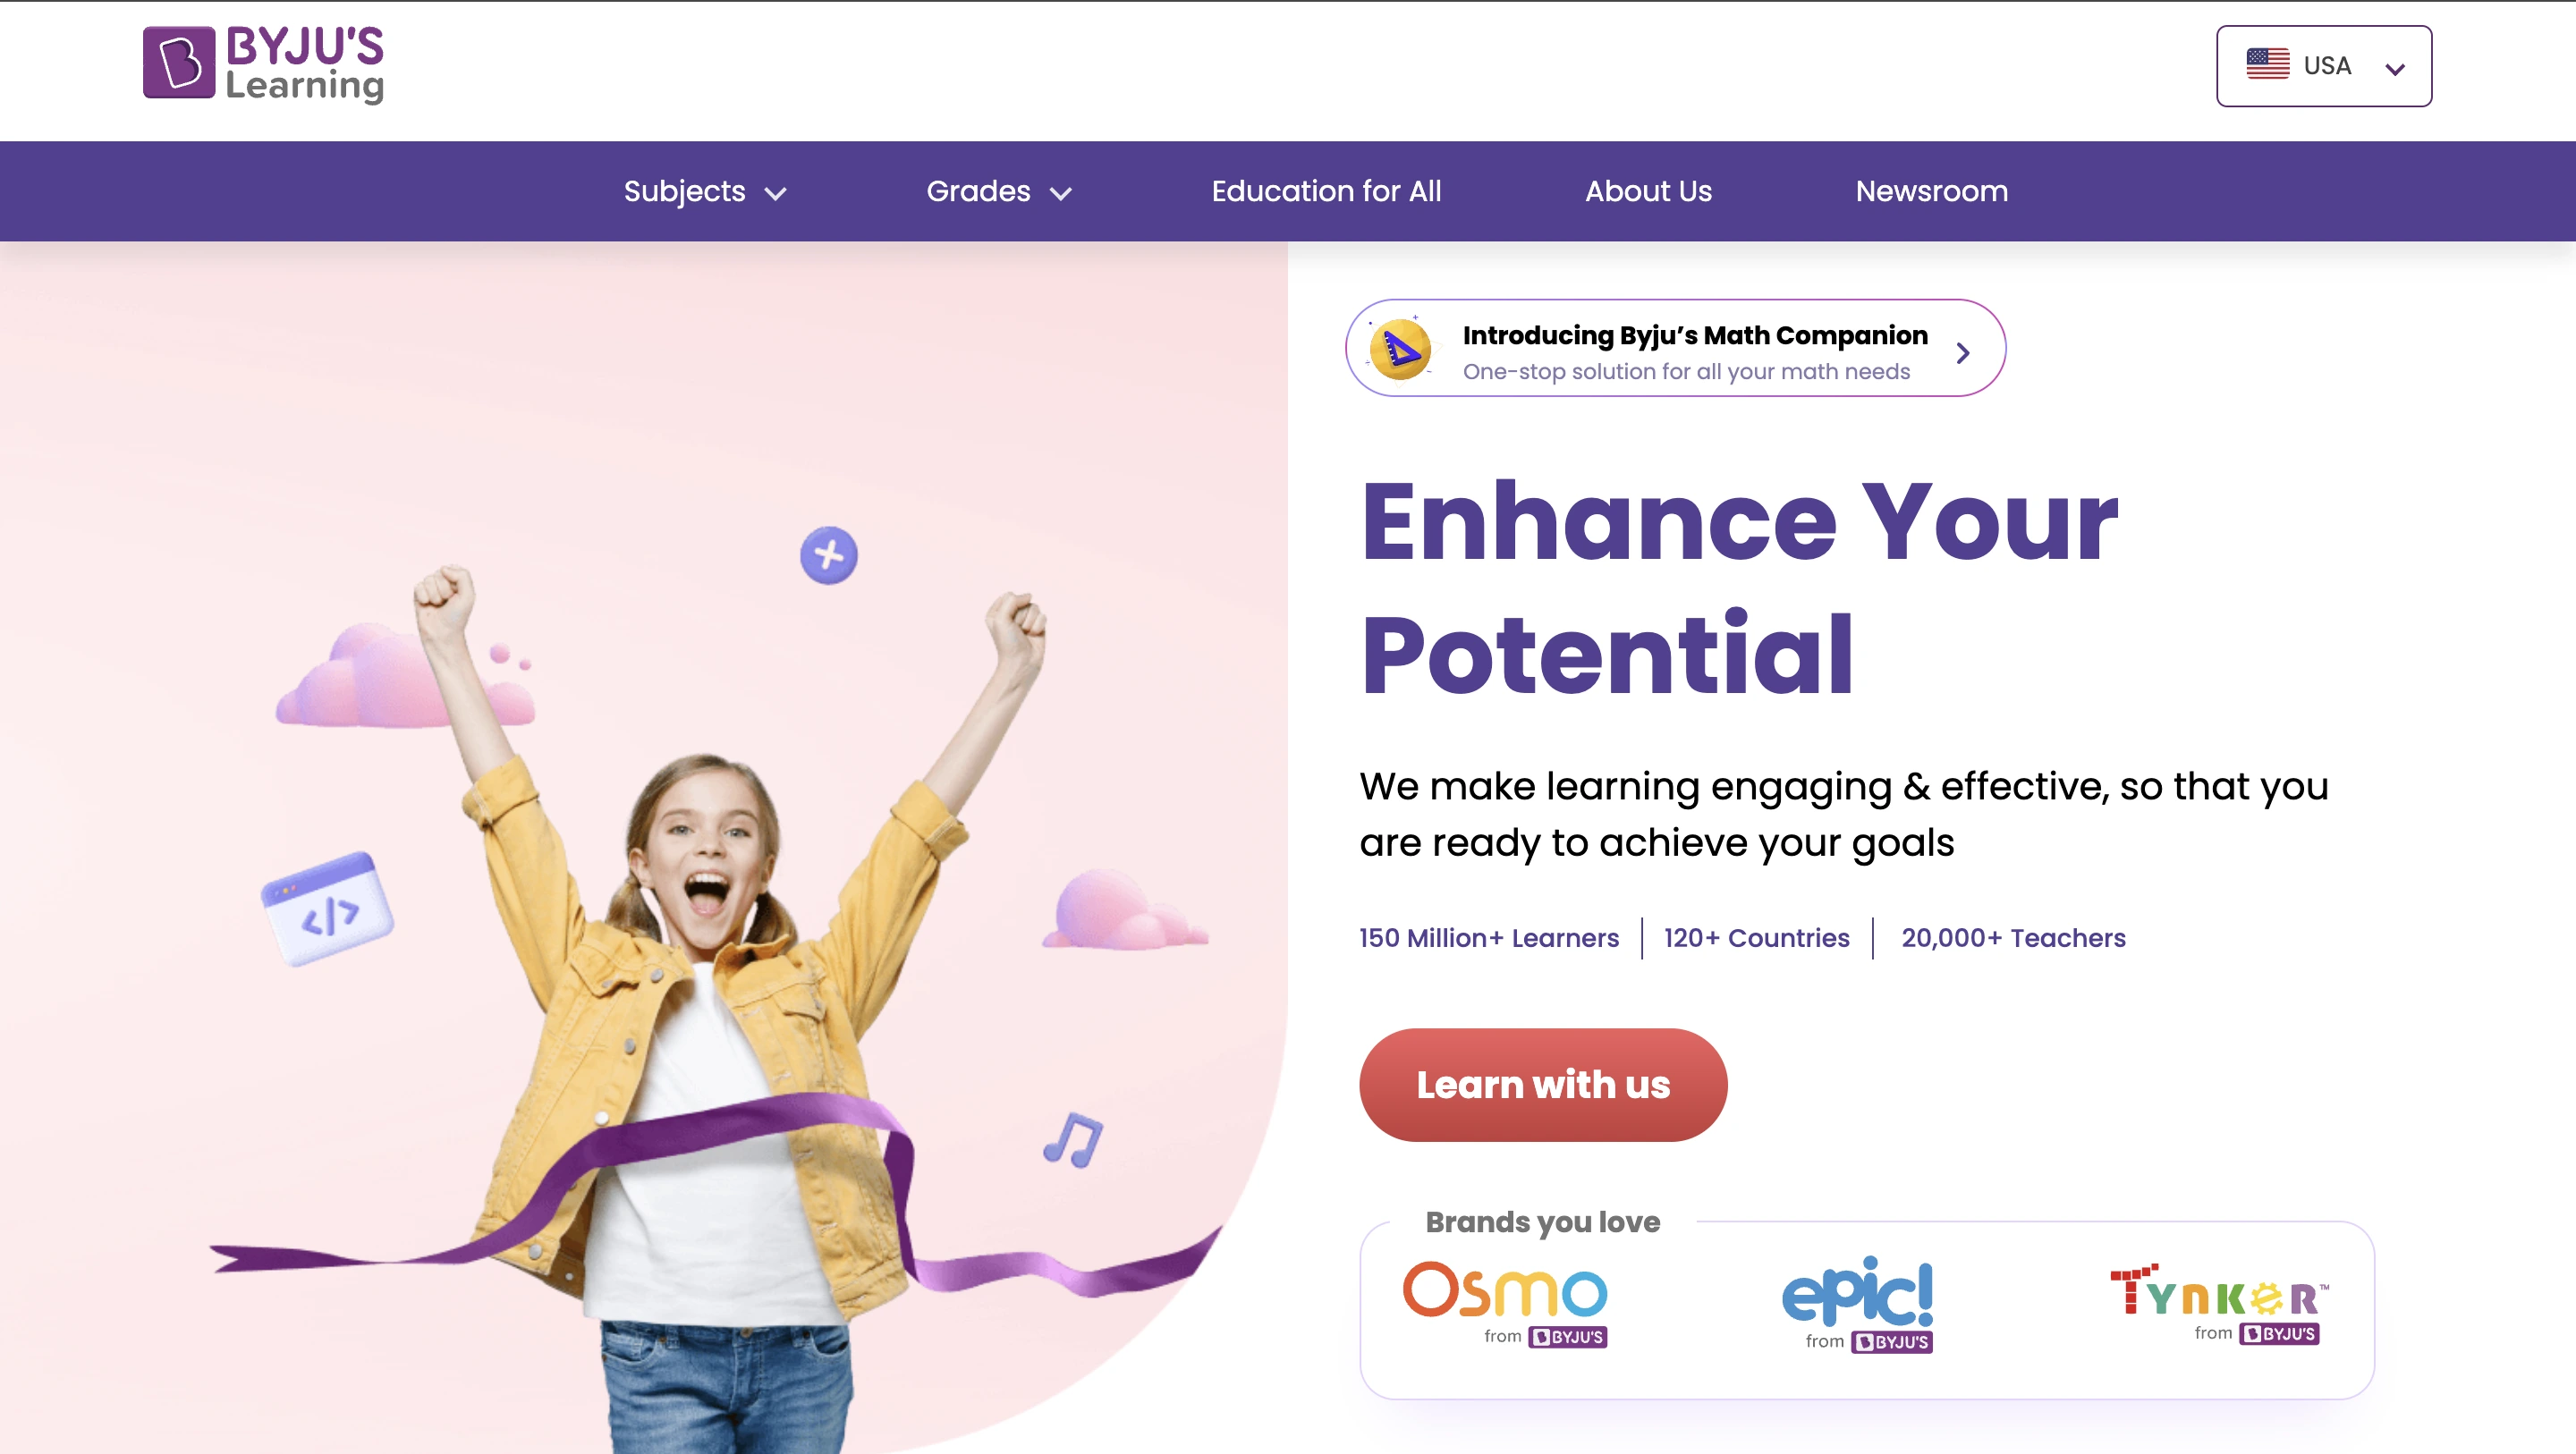 BYJU'S
Learning
USA
Subjects
Grades
Education for All
About Us
Newsroom
Introducing Byju’s Math Companion
One-stop solution for all your math needs
Enhance Your
Potential
We make learning engaging & effective, so that you
are ready to achieve your goals
150 Million+ Learners
120+ Countries
20,000+ Teachers
Learn with us
Brands you love
Osmo
from BYJU'S
epic!
from BYJU'S
TYNKER™
from BYJU'S